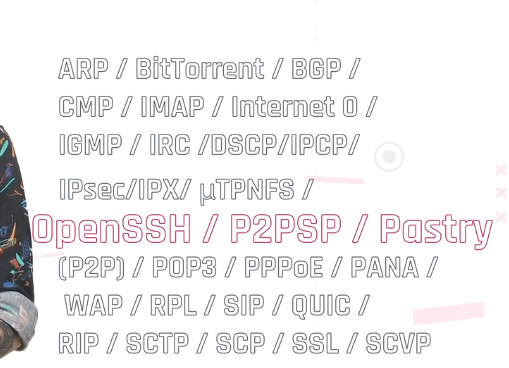 ARP / BitTorrent / BGP /
CMP / IMAP / Internet 0 /
IGMP / IRC /DSCP/IPCP/
IPsec/IPX/ µTPNFS /
OpenSSH / P2PSP / Pastry
(P2P) / POP3 / PPPoE / PANA /
WAP / RPL / SIP / QUIC /
RIP / SCTP / SCP / SSL / SCVP